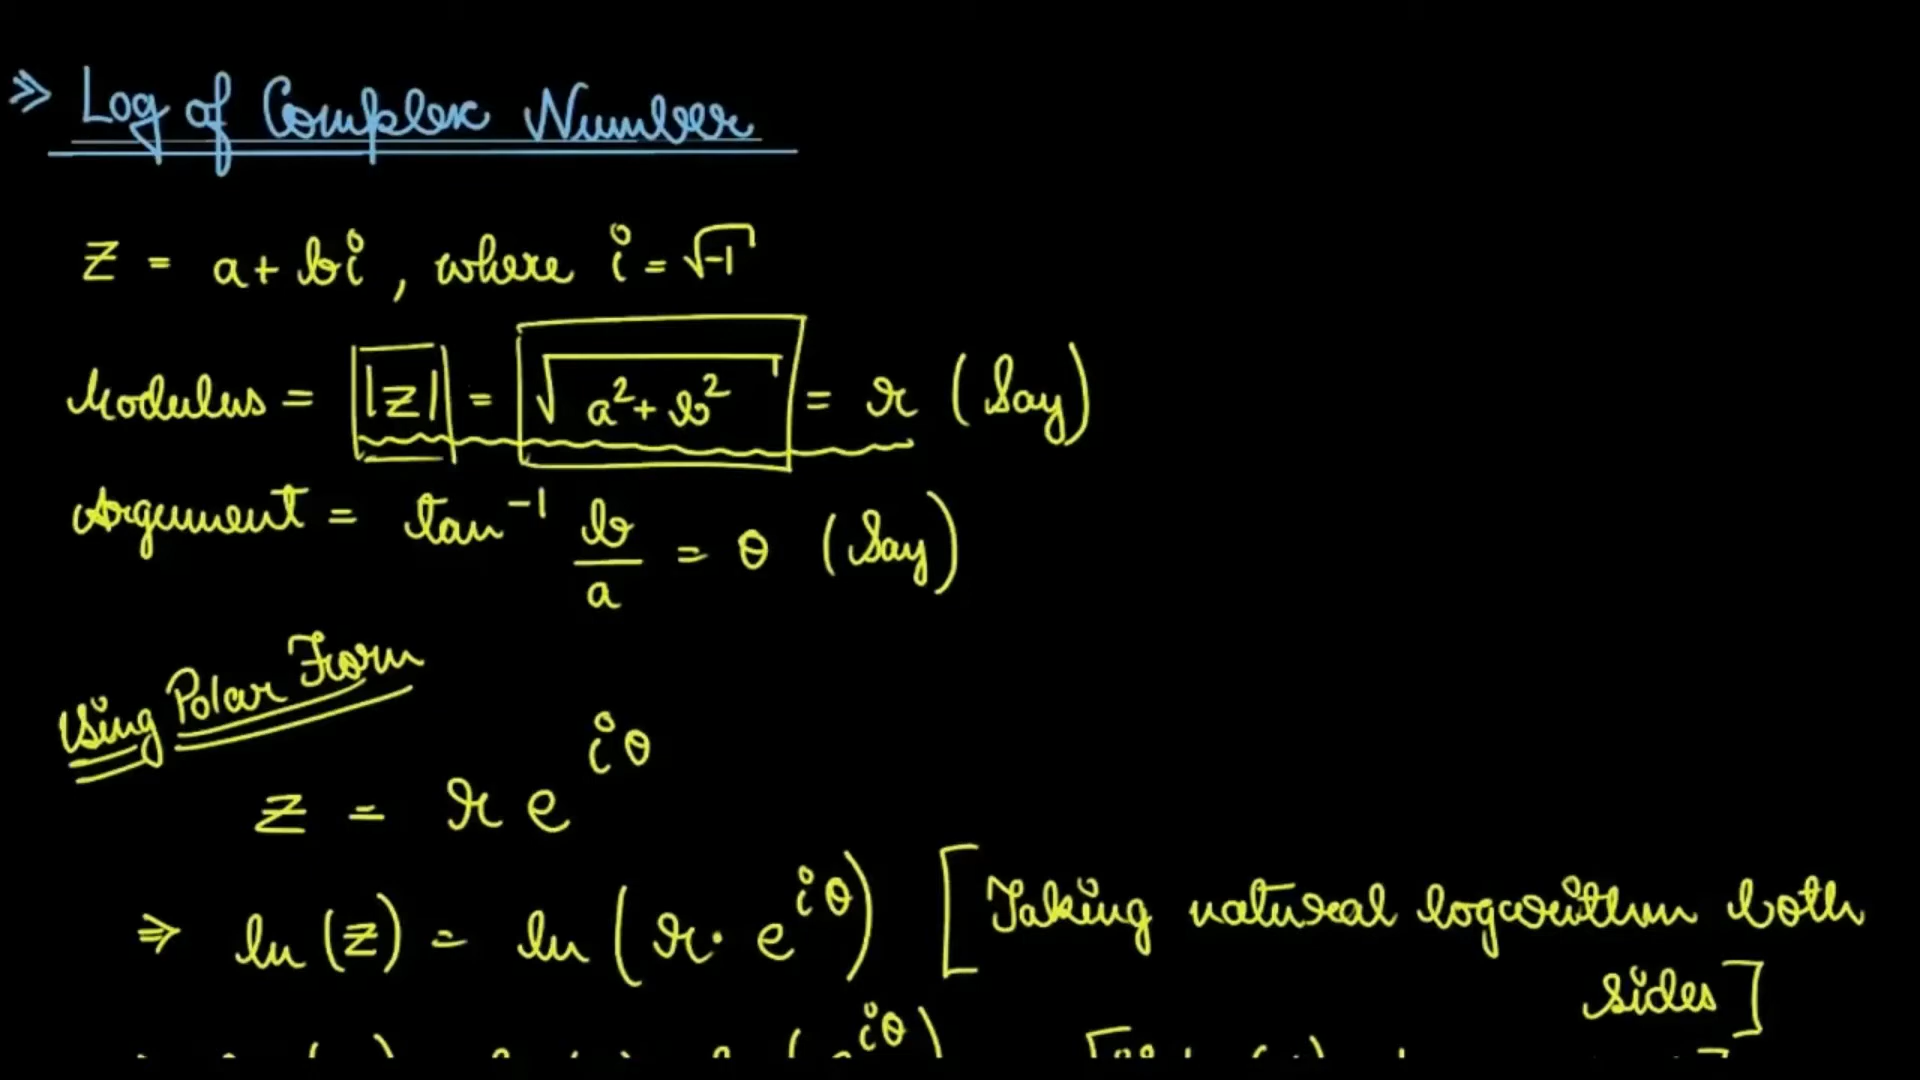 ⇒ Log of Complex Number
z = a + bi , where i = √-1
Modulus = |z| = √a²+b² = r (Say)
Argument = tan⁻¹ b/a = θ (Say)
Using Polar Form
z = r e^{iθ}
⇒ ln (z) = ln (r · e^{iθ}) [Taking natural logarithm both
sides]